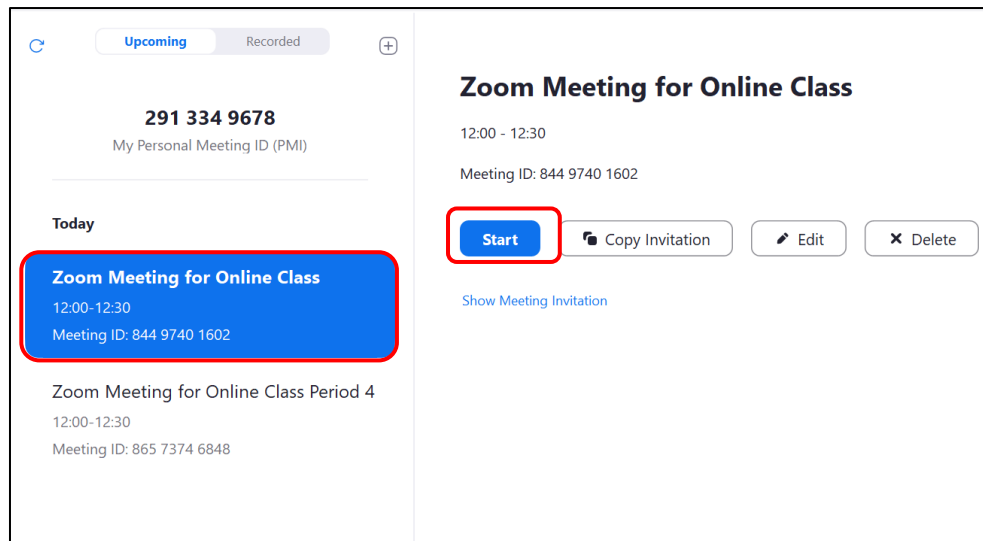 Upcoming Recorded
291 334 9678
My Personal Meeting ID (PMI)
Today
Zoom Meeting for Online Class
12:00-12:30
Meeting ID: 844 9740 1602
Zoom Meeting for Online Class Period 4
12:00-12:30
Meeting ID: 865 7374 6848
Zoom Meeting for Online Class
12:00 - 12:30
Meeting ID: 844 9740 1602
Start Copy Invitation Edit Delete
Show Meeting Invitation